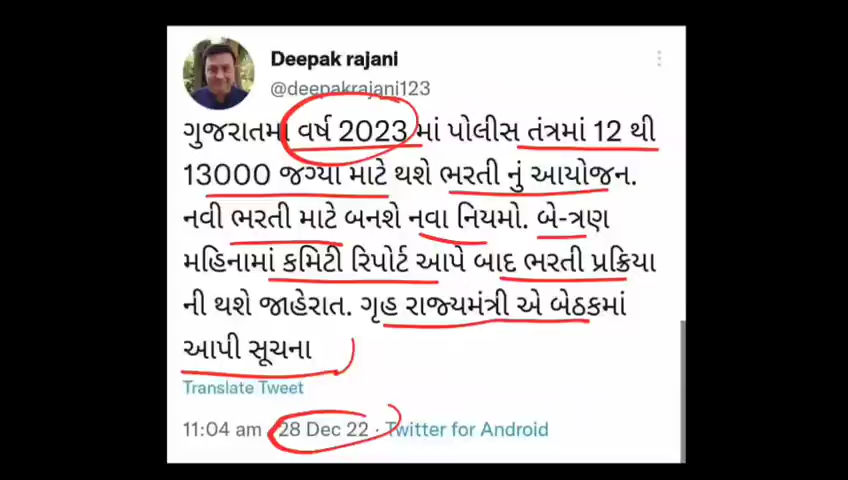 Deepak rajani
@deepakrajani123
ગુજરાતમાં વર્ષ 2023 માં પોલીસ તંત્રમાં 12 થી
13000 જગ્યા માટે થશે ભરતી નું આયોજન.
નવી ભરતી માટે બનશે નવા નિયમો. બે-ત્રણ
મહિનામાં કમિટી રિપોર્ટ આપે બાદ ભરતી પ્રક્રિયા
ની થશે જાહેરાત. ગૃહ રાજ્યમંત્રી એ બેઠકમાં
આપી સૂચના
Translate Tweet
11:04 am · 28 Dec 22 · Twitter for Android